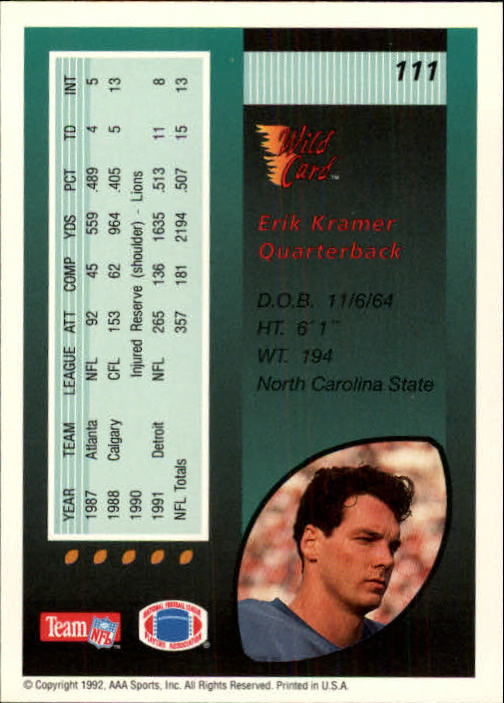 111
Wild
Card™
Erik Kramer
Quarterback
D.O.B. 11/6/64
HT. 6´1¨
WT. 194
North Carolina State
YEAR TEAM LEAGUE ATT COMP YDS PCT TD INT
1987 Atlanta NFL 92 45 559 .489 4 5
1988 Calgary CFL 153 62 964 .405 5 13
1990 Injured Reserve (shoulder) - Lions
1991 Detroit NFL 265 136 1635 .513 11 8
NFL Totals 357 181 2194 .507 15 13
Team NFL™
NATIONAL FOOTBALL LEAGUE
PLAYERS ASSOCIATION ®
© Copyright 1992, AAA Sports, Inc. All Rights Reserved. Printed in U.S.A.